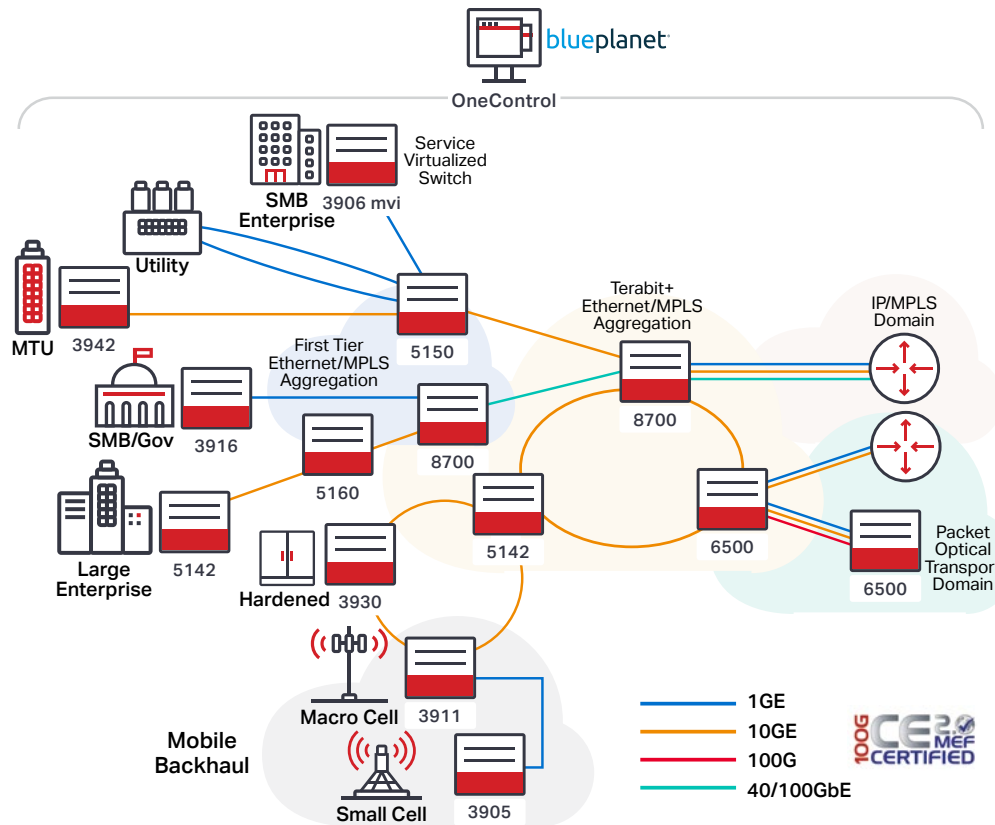 blueplanet
OneControl
Service
Virtualized
Switch
SMB
Enterprise
3906 mvi
Utility
MTU
3942
5150
Terabit+
Ethernet/MPLS
Aggregation
IP/MPLS
Domain
First Tier
Ethernet/MPLS
Aggregation
8700
SMB/Gov
3916
8700
5160
Large
Enterprise
5142
5142
6500
Packet
Optical
Transport
Domain
6500
Hardened
3930
Macro Cell
3911
Mobile
Backhaul
Small Cell
3905
1GE
10GE
100G
40/100GbE
100G
CE 2.0
MEF
CERTIFIED